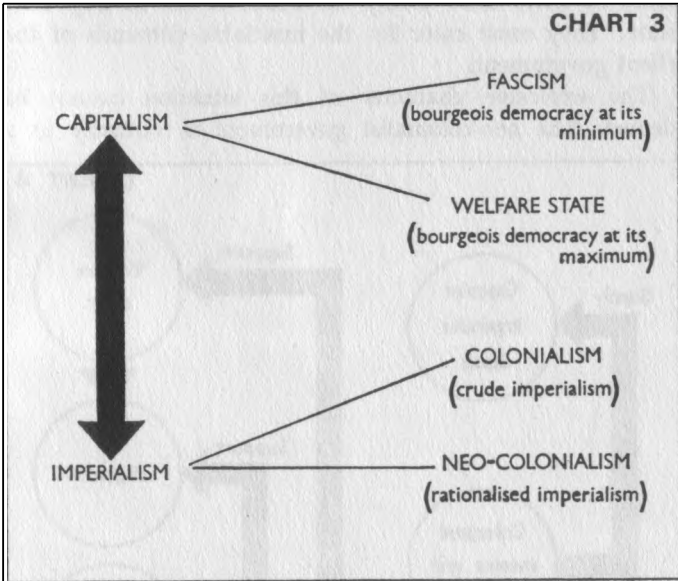 CHART 3
FASCISM
(bourgeois democracy at its
minimum)
CAPITALISM
WELFARE STATE
(bourgeois democracy at its
maximum)
COLONIALISM
(crude imperialism)
IMPERIALISM
NEO-COLONIALISM
(rationalised imperialism)